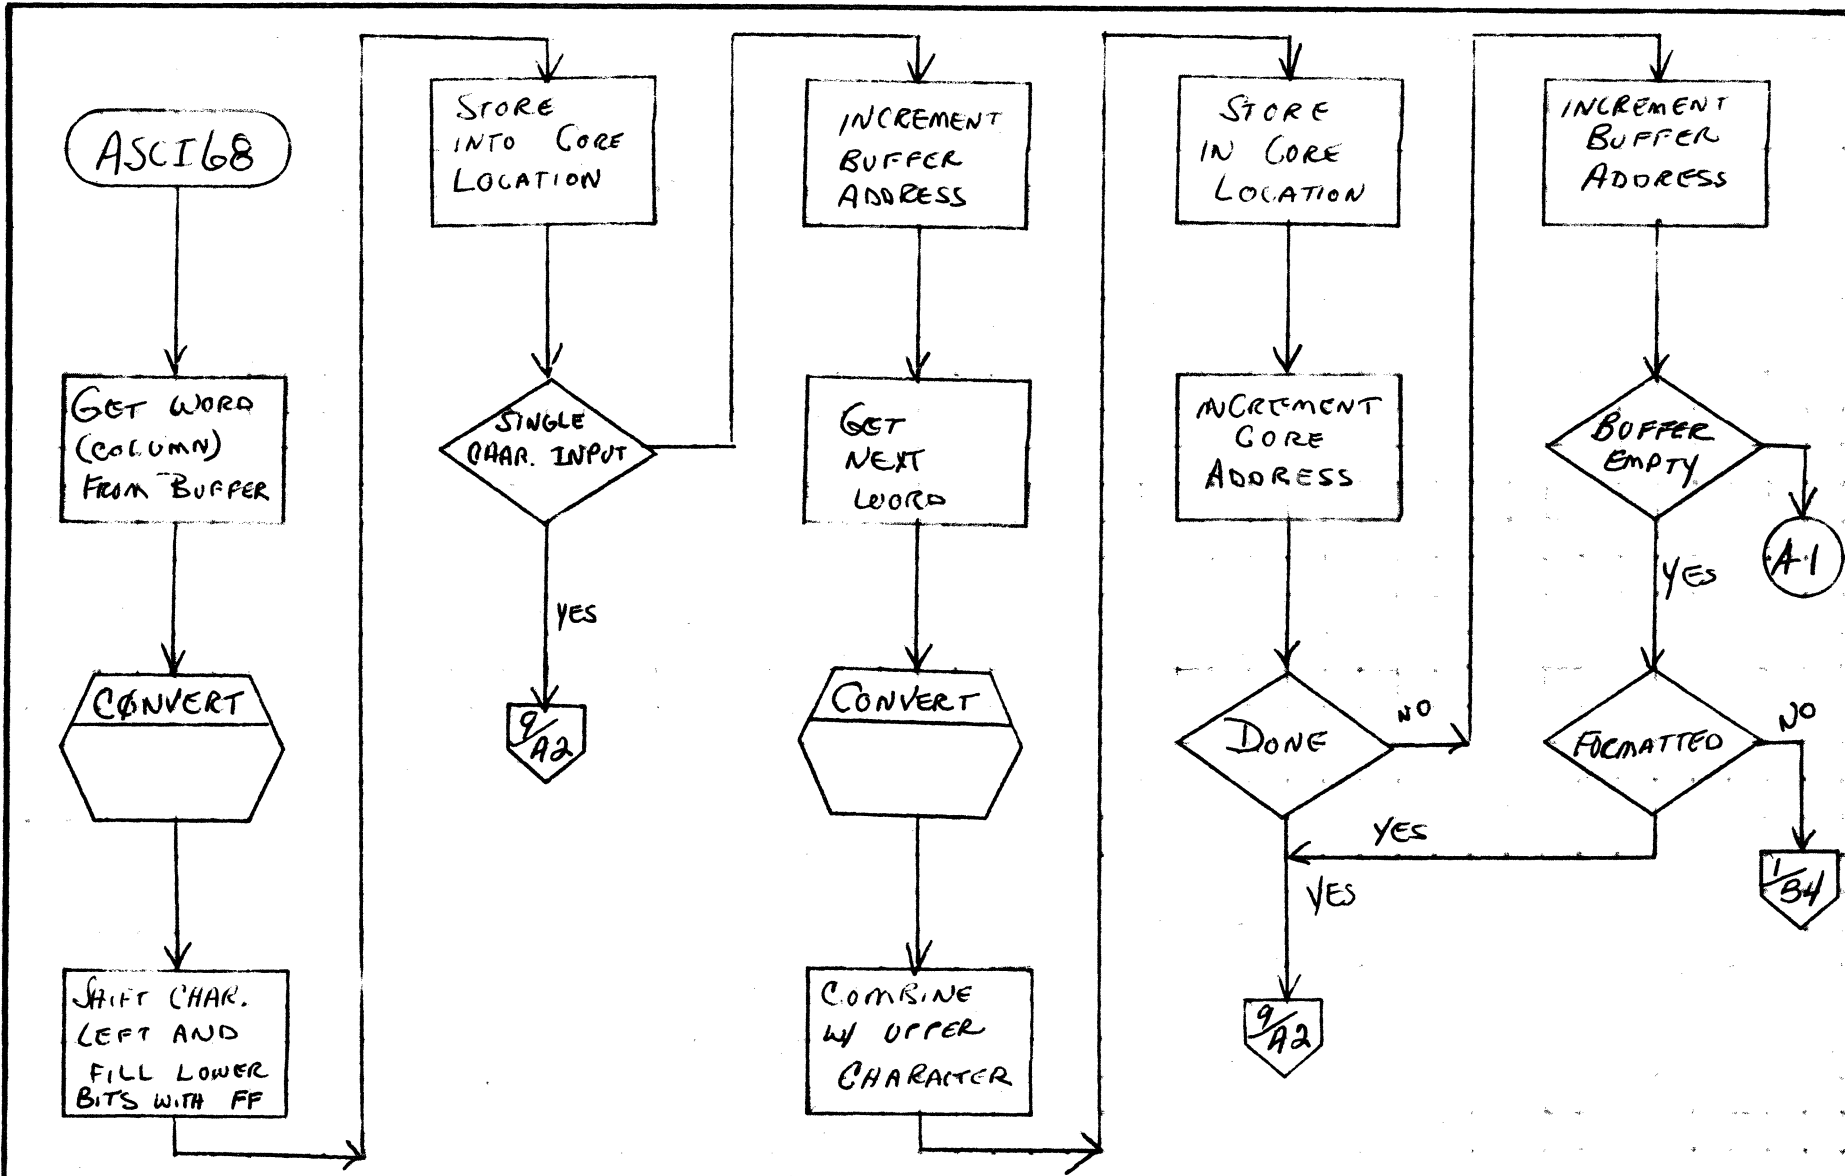 ASCI68
GET WORD
(COLUMN)
FROM BUFFER
CØNVERT
SHIFT CHAR.
LEFT AND
FILL LOWER
BITS WITH FF
STORE
INTO CORE
LOCATION
SINGLE
CHAR. INPUT
YES
9/A2
INCREMENT
BUFFER
ADDRESS
GET
NEXT
WORD
CONVERT
COMBINE
W/ UPPER
CHARACTER
STORE
IN CORE
LOCATION
INCREMENT
CORE
ADDRESS
DONE
NO
YES
9/A2
INCREMENT
BUFFER
ADDRESS
BUFFER
EMPTY
A1
YES
FORMATTED
NO
YES
1/B4